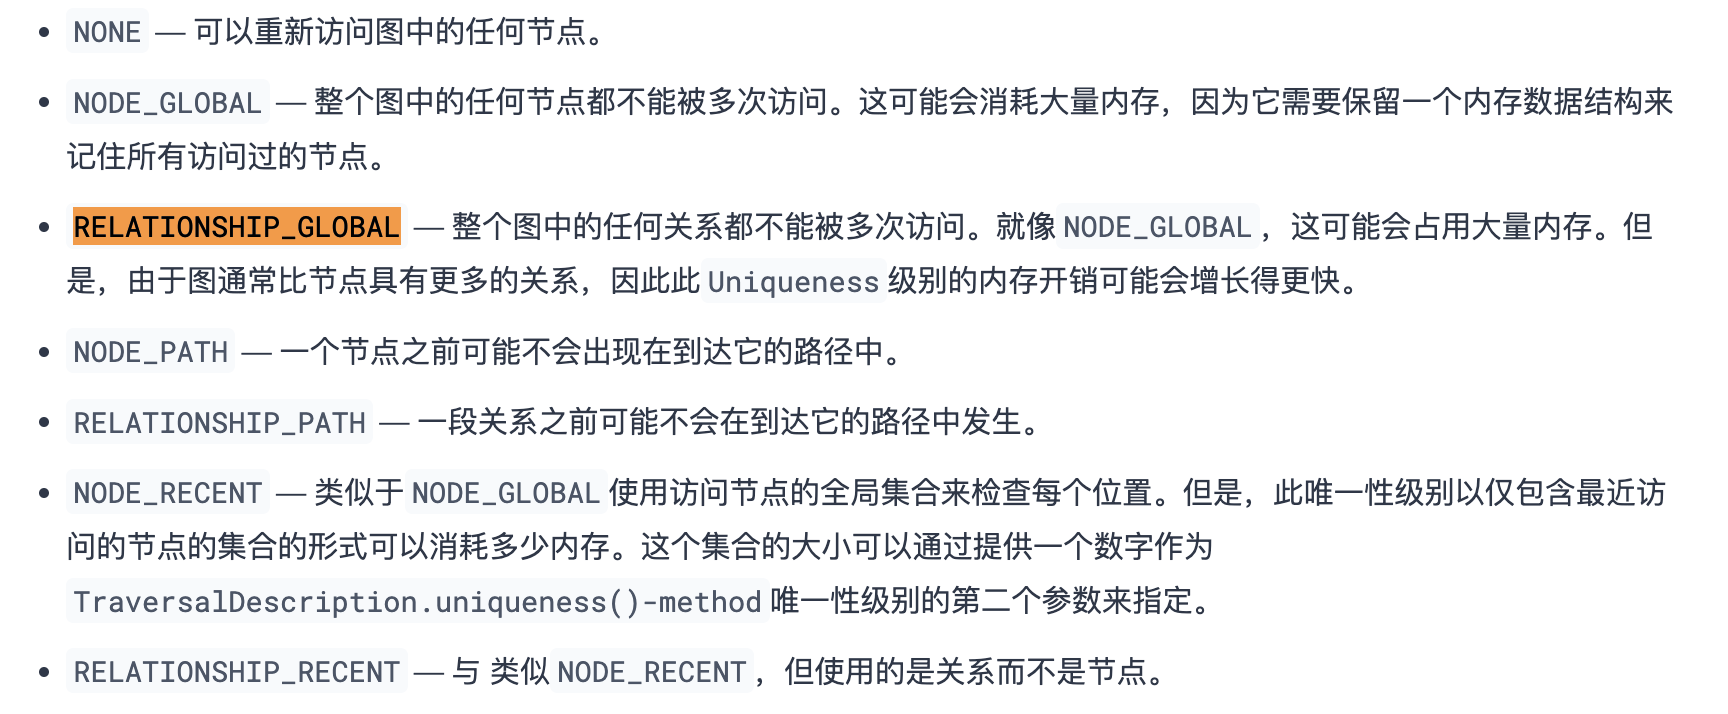 NONE — 可以重新访问图中的任何节点。
NODE_GLOBAL — 整个图中的任何节点都不能被多次访问。这可能会消耗大量内存，因为它需要保留一个内存数据结构来
记住所有访问过的节点。
RELATIONSHIP_GLOBAL — 整个图中的任何关系都不能被多次访问。就像 NODE_GLOBAL ，这可能会占用大量内存。但
是，由于图通常比节点具有更多的关系，因此此 Uniqueness 级别的内存开销可能会增长得更快。
NODE_PATH — 一个节点之前可能不会出现在到达它的路径中。
RELATIONSHIP_PATH — 一段关系之前可能不会在到达它的路径中发生。
NODE_RECENT — 类似于 NODE_GLOBAL 使用访问节点的全局集合来检查每个位置。但是，此唯一性级别以仅包含最近访
问的节点的集合的形式可以消耗多少内存。这个集合的大小可以通过提供一个数字作为
TraversalDescription.uniqueness()-method 唯一性级别的第二个参数来指定。
RELATIONSHIP_RECENT — 与 类似 NODE_RECENT ，但使用的是关系而不是节点。